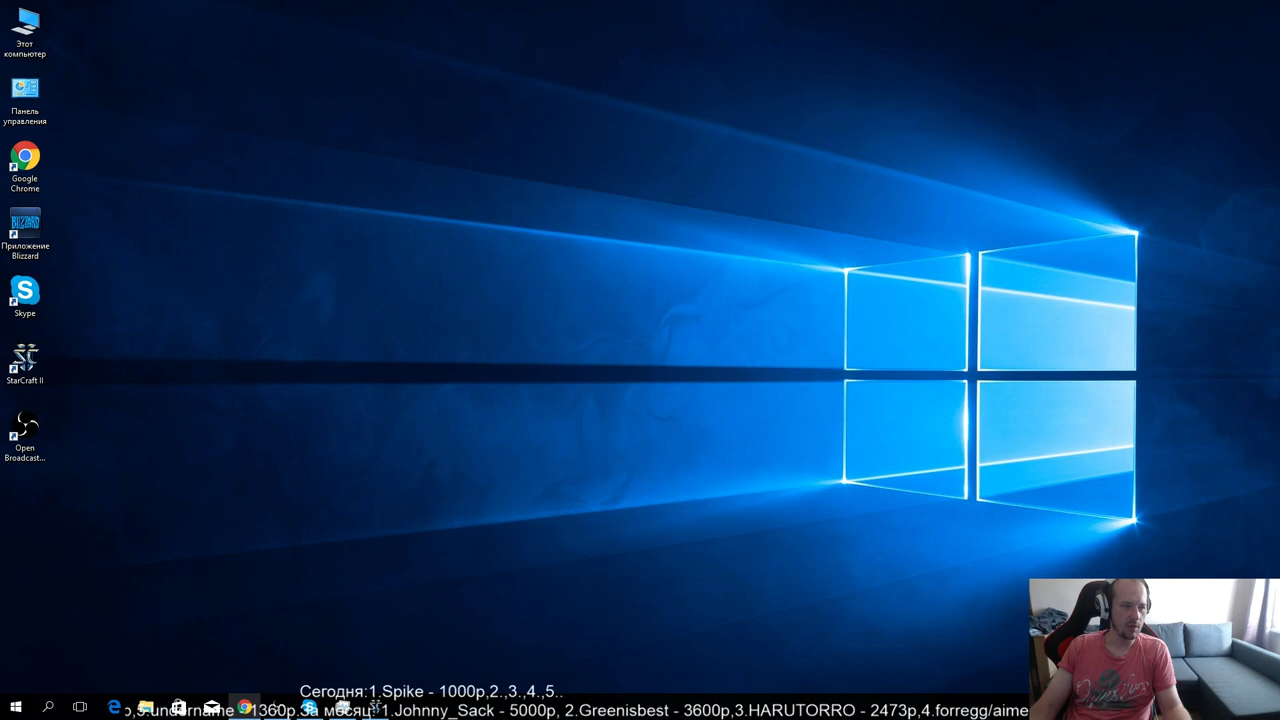 Этот
компьютер
Панель
управления
Google
Chrome
BLIZZARD
Приложение
Blizzard
Skype
StarCraft II
Open
Broadcast...
Сегодня:1.Spike - 1000р,2.,3.,4.,5..
1360р.За месяц: 1.Johnny_Sack - 5000р, 2.Greenisbest - 3600р,3.HARUTORRO - 2473р,4.forregg/aime